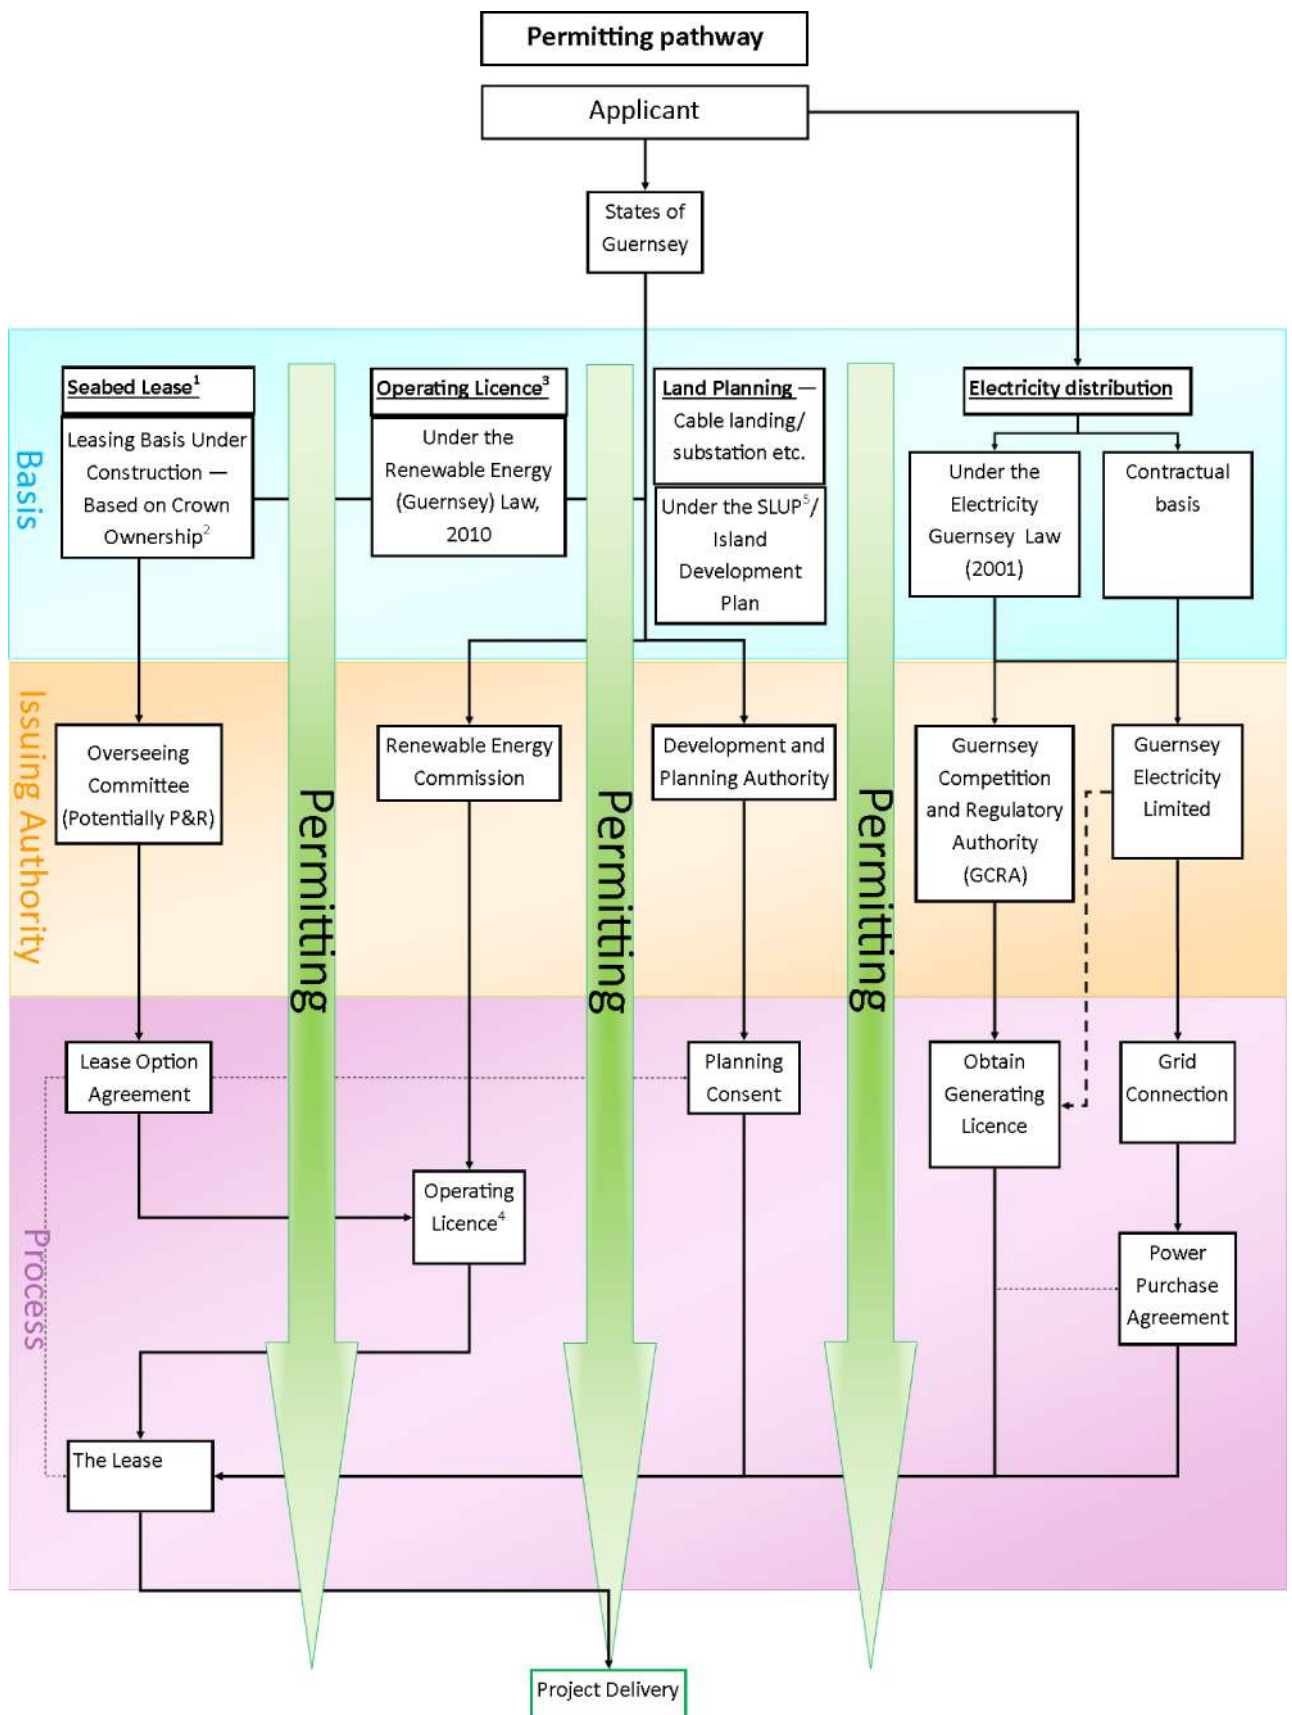 Permitting pathway
Applicant
States of
Guernsey
Basis
Seabed Lease1
Leasing Basis Under
Construction —
Based on Crown
Ownership2
Operating Licence3
Under the
Renewable Energy
(Guernsey) Law,
2010
Land Planning —
Cable landing/
substation etc.
Under the SLUP5/
Island
Development
Plan
Electricity distribution
Under the
Electricity
Guernsey Law
(2001)
Contractual
basis
Issuing Authority
Overseeing
Committee
(Potentially P&R)
Renewable Energy
Commission
Development and
Planning Authority
Guernsey
Competition
and Regulatory
Authority
(GCRA)
Guernsey
Electricity
Limited
Permitting
Permitting
Permitting
Process
Lease Option
Agreement
Planning
Consent
Obtain
Generating
Licence
Grid
Connection
Operating
Licence4
Power
Purchase
Agreement
The Lease
Project Delivery